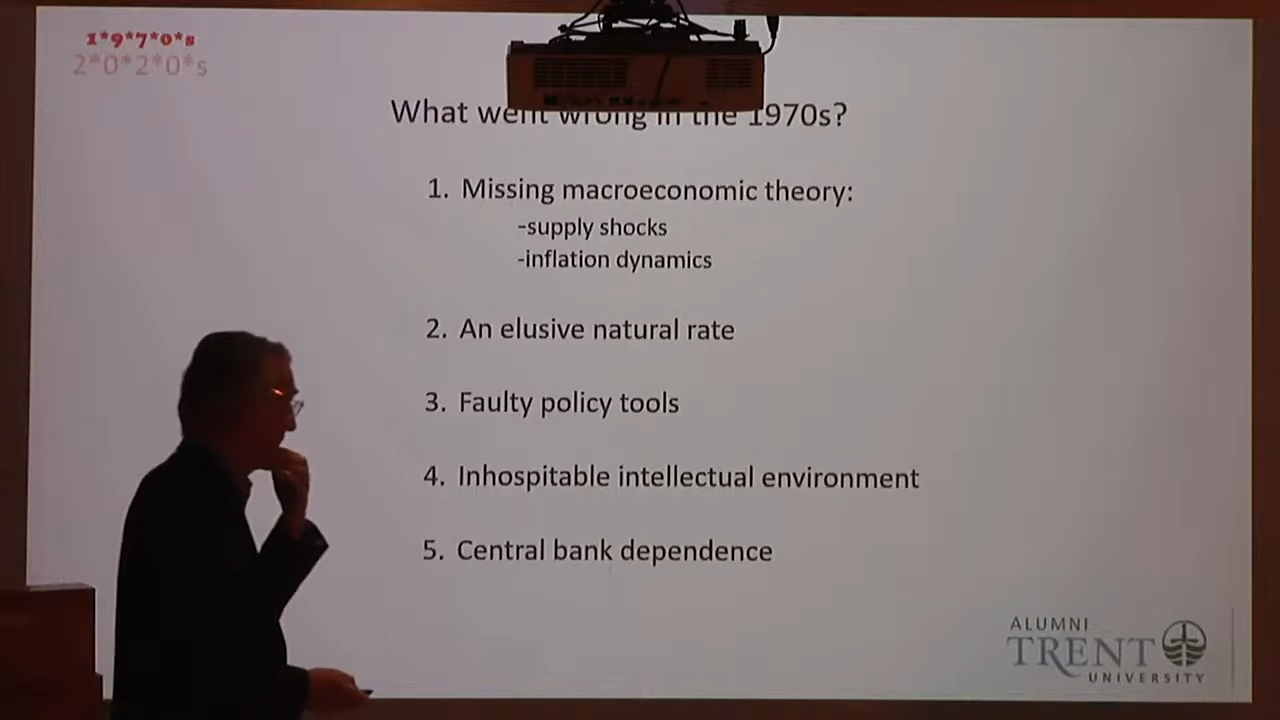 1*9*7*0*s
2*0*2*0*s
What went wrong in the 1970s?
1. Missing macroeconomic theory:
-supply shocks
-inflation dynamics
2. An elusive natural rate
3. Faulty policy tools
4. Inhospitable intellectual environment
5. Central bank dependence
ALUMNI
TRENT
UNIVERSITY